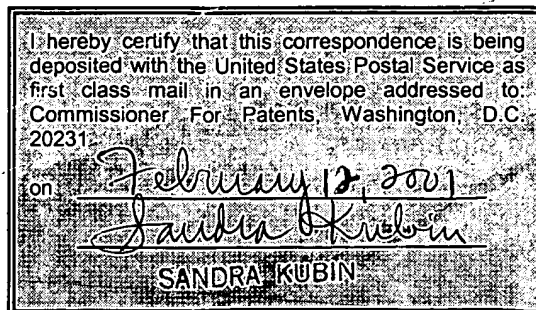 I hereby certify that this correspondence is being
deposited with the United States Postal Service as
first class mail in an envelope addressed to:
Commissioner For Patents, Washington, D.C.
20231
on February 12, 2001
Sandra Kubin
SANDRA KUBIN